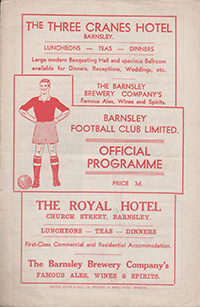 THE THREE CRANES HOTEL
BARNSLEY.
LUNCHEONS — TEAS — DINNERS
Large modern Banqueting Hall and spacious Ballroom
available for Dinners, Receptions, Weddings, etc.
THE BARNSLEY
BREWERY COMPANY'S
Famous Ales, Wines and Spirits.
BARNSLEY
FOOTBALL CLUB LIMITED.
OFFICIAL
PROGRAMME
PRICE 3d.
THE ROYAL HOTEL
CHURCH STREET, BARNSLEY.
LUNCHEONS — TEAS — DINNERS
First-Class Commercial and Residential Accommodation.
The Barnsley Brewery Company's
FAMOUS ALES, WINES & SPIRITS.